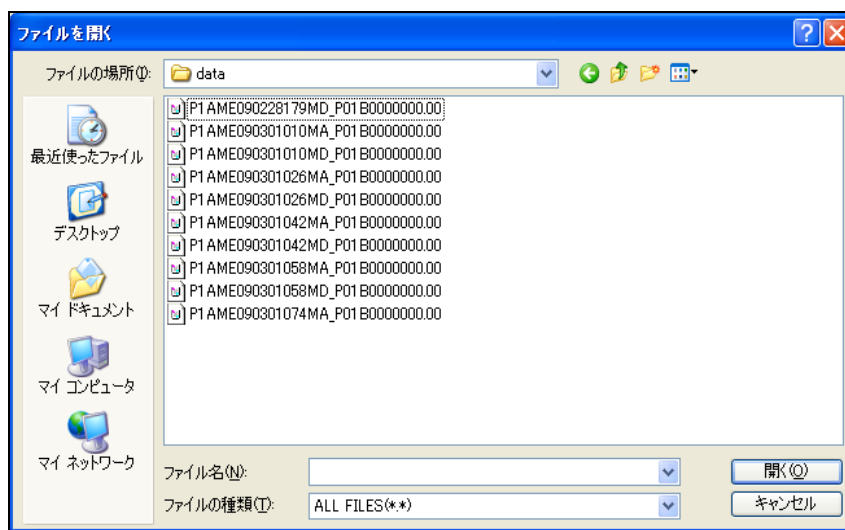 ファイルを開く
ファイルの場所(I):
data
最近使ったファイル
デスクトップ
マイ ドキュメント
マイ コンピュータ
マイ ネットワーク
P1AME090228179MD_P01B0000000.00
P1AME090301010MA_P01B0000000.00
P1AME090301010MD_P01B0000000.00
P1AME090301026MA_P01B0000000.00
P1AME090301026MD_P01B0000000.00
P1AME090301042MA_P01B0000000.00
P1AME090301042MD_P01B0000000.00
P1AME090301058MA_P01B0000000.00
P1AME090301058MD_P01B0000000.00
P1AME090301074MA_P01B0000000.00
ファイル名(N):
開く(O)
ファイルの種類(T):
ALL FILES(*.*)
キャンセル